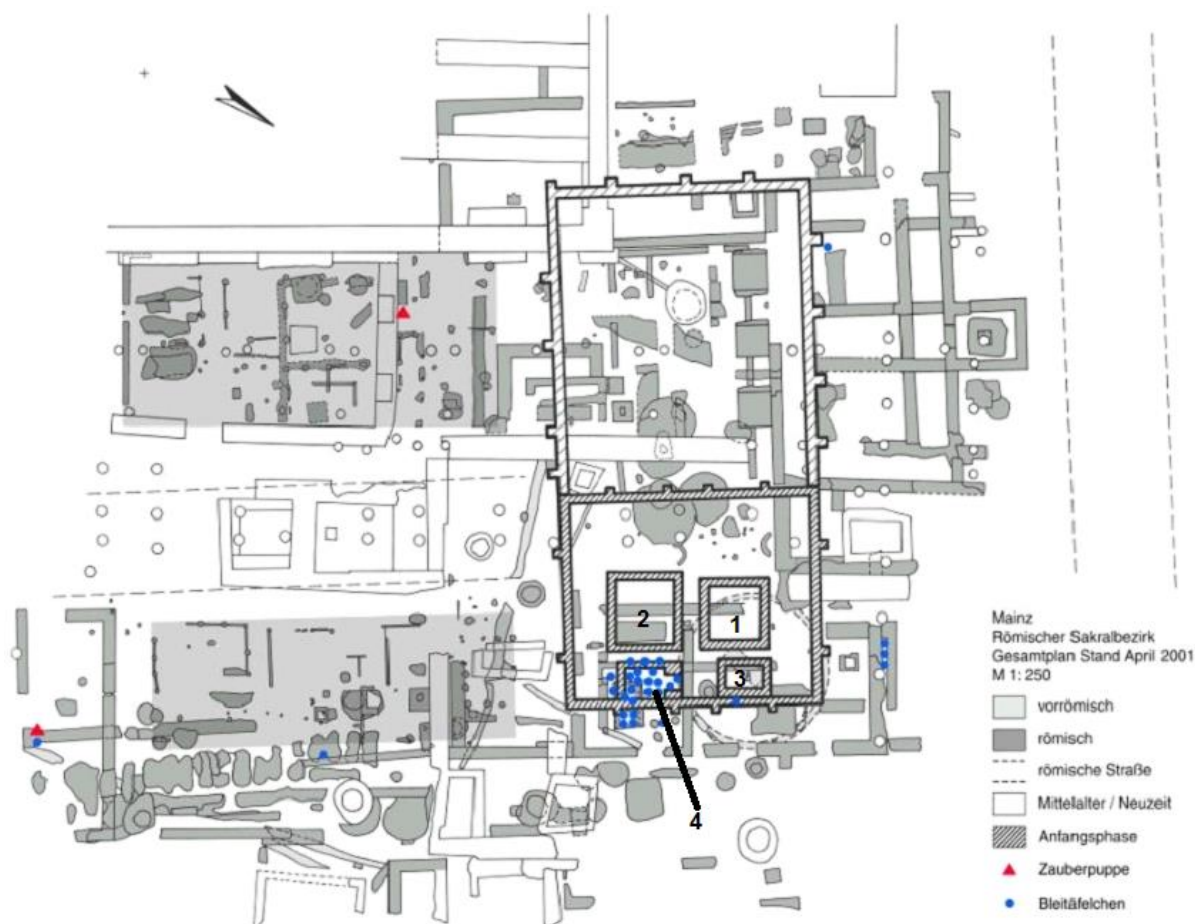 2
1
3
4
Mainz
Römischer Sakralbezirk
Gesamtplan Stand April 2001
M 1: 250
vorrömisch
römisch
römische Straße
Mittelalter / Neuzeit
Anfangsphase
Zauberpuppe
Bleitäfelchen